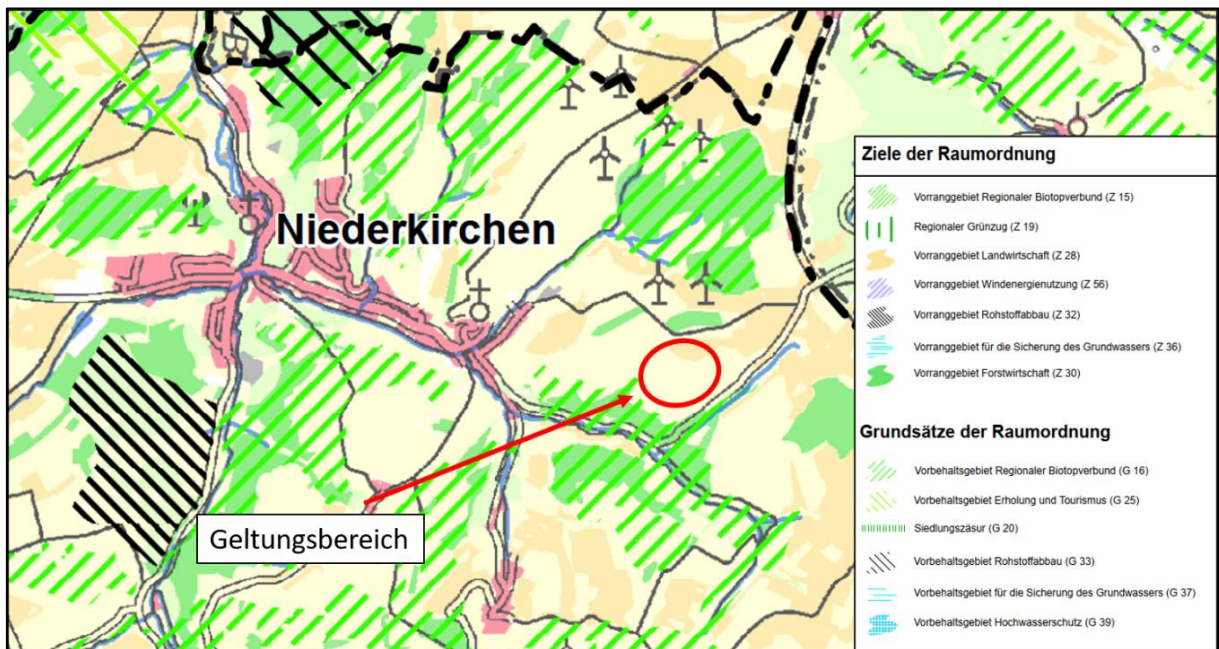 Niederkirchen
Geltungsbereich
Ziele der Raumordnung
Vorranggebiet Regionaler Biotopverbund (Z 15)
Regionaler Grünzug (Z 19)
Vorranggebiet Landwirtschaft (Z 28)
Vorranggebiet Windenergienutzung (Z 56)
Vorranggebiet Rohstoffabbau (Z 32)
Vorranggebiet für die Sicherung des Grundwassers (Z 36)
Vorranggebiet Forstwirtschaft (Z 30)
Grundsätze der Raumordnung
Vorbehaltsgebiet Regionaler Biotopverbund (G 16)
Vorbehaltsgebiet Erholung und Tourismus (G 25)
Siedlungszäsur (G 20)
Vorbehaltsgebiet Rohstoffabbau (G 33)
Vorbehaltsgebiet für die Sicherung des Grundwassers (G 37)
Vorbehaltsgebiet Hochwasserschutz (G 39)